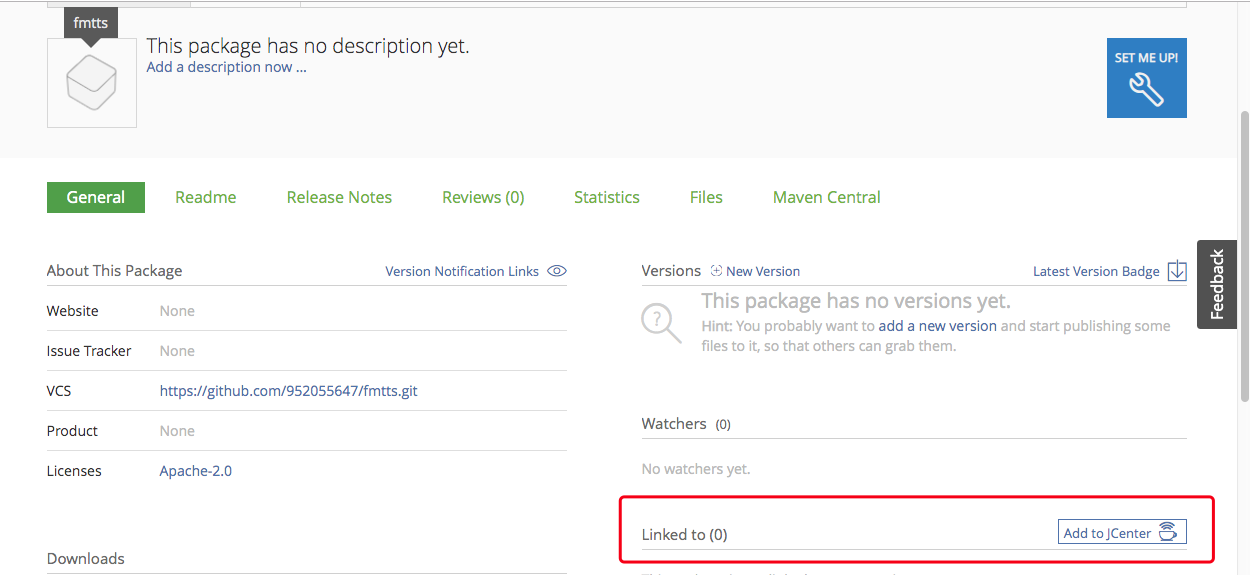 fmtts
This package has no description yet.
Add a description now ...
SET ME UP!
General
Readme
Release Notes
Reviews (0)
Statistics
Files
Maven Central
About This Package
Version Notification Links
Website
None
Issue Tracker
None
VCS
https://github.com/952055647/fmtts.git
Product
None
Licenses
Apache-2.0
Downloads
Versions
New Version
Latest Version Badge
?
This package has no versions yet.
Hint: You probably want to add a new version and start publishing some
files to it, so that others can grab them.
Watchers (0)
No watchers yet.
Linked to (0)
Add to JCenter
Feedback